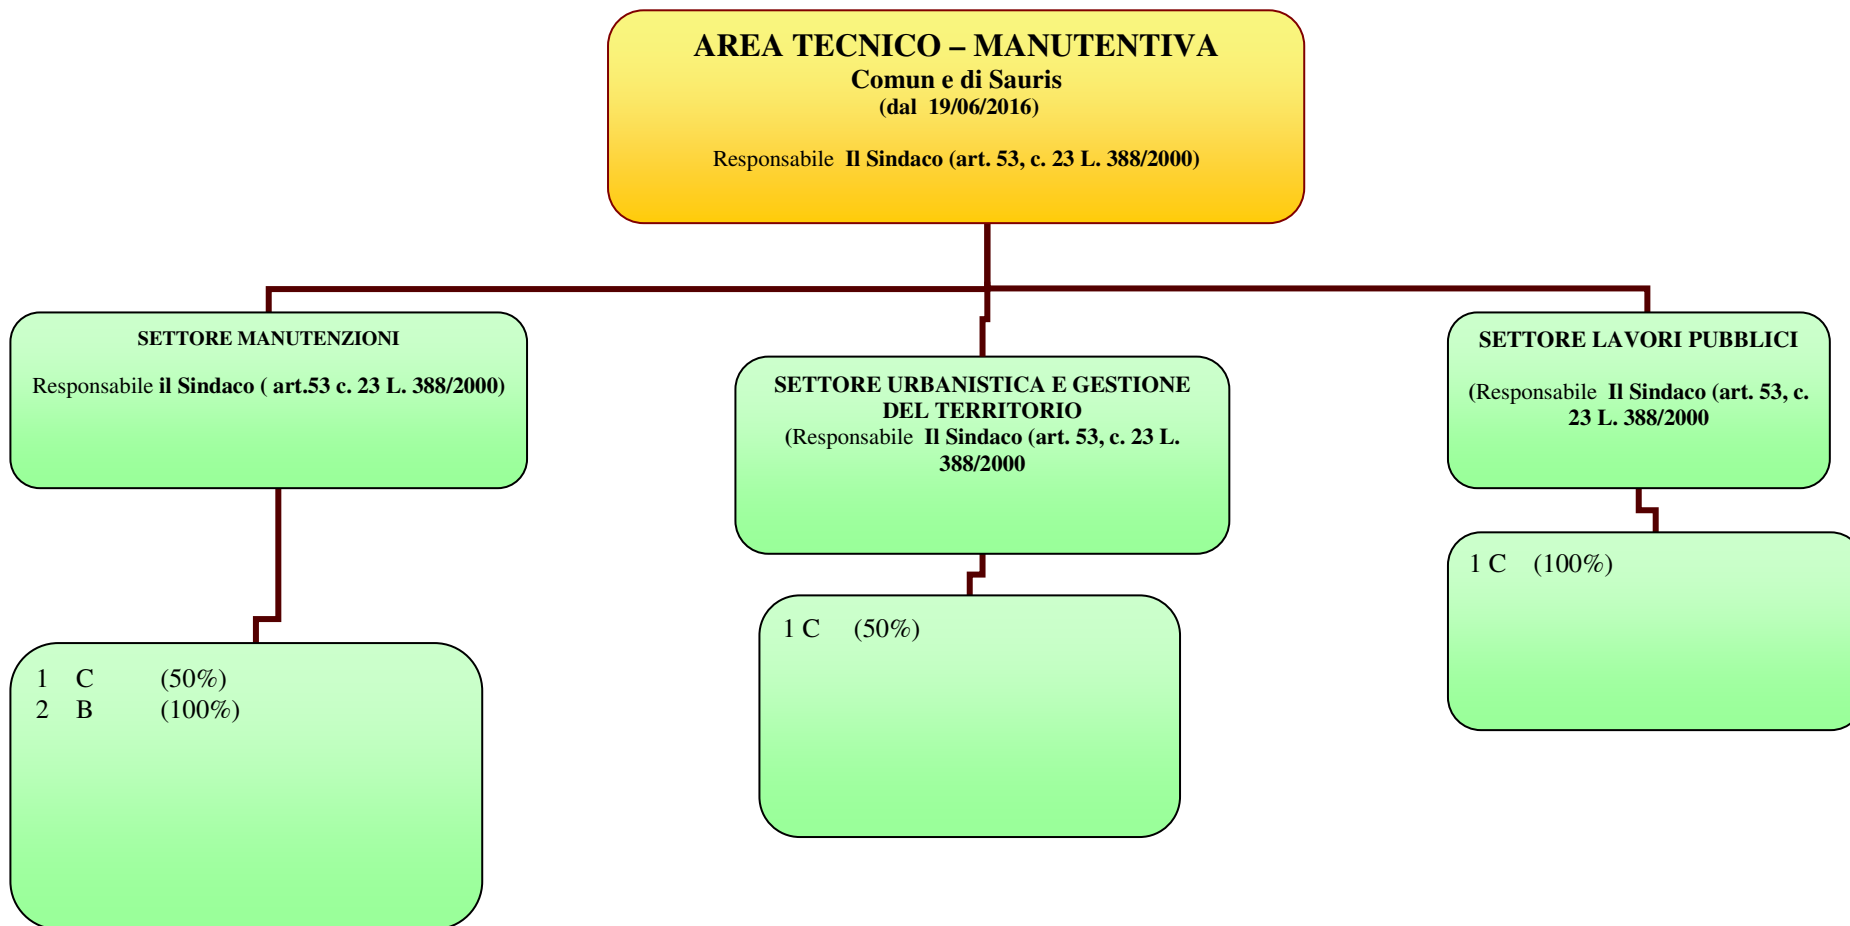 AREA TECNICO – MANUTENTIVA
Comun e di Sauris
(dal 19/06/2016)
Responsabile Il Sindaco (art. 53, c. 23 L. 388/2000)
SETTORE MANUTENZIONI
Responsabile il Sindaco ( art.53 c. 23 L. 388/2000)
1 C (50%)
2 B (100%)
SETTORE URBANISTICA E GESTIONE
DEL TERRITORIO
(Responsabile Il Sindaco (art. 53, c. 23 L.
388/2000
1 C (50%)
SETTORE LAVORI PUBBLICI
(Responsabile Il Sindaco (art. 53, c.
23 L. 388/2000
1 C (100%)